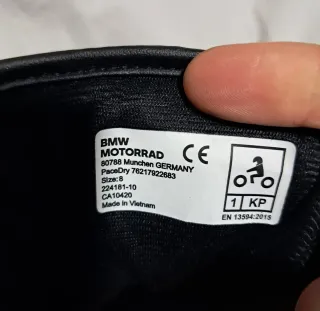 BMW
MOTORRAD
CE
80788 Munchen GERMANY
PaceDry 76217922683
Size:8
224181-10
CA10420
Made in Vietnam
1 KP
EN 13594:2015